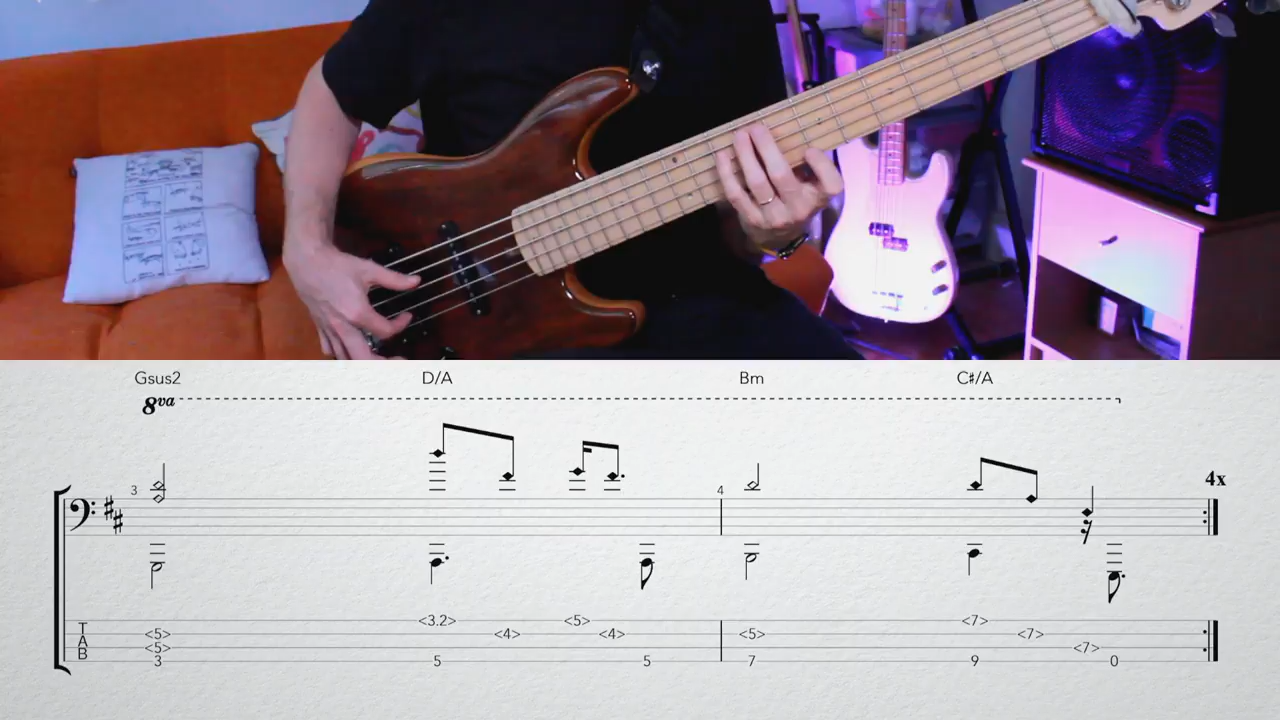 Gsus2 D/A Bm C♯/A
8va
3 4 4x
<3.2> <5> <7>
T <5> <4> <4> <5> <7>
A <5> <7>
B 3 5 5 7 9 0